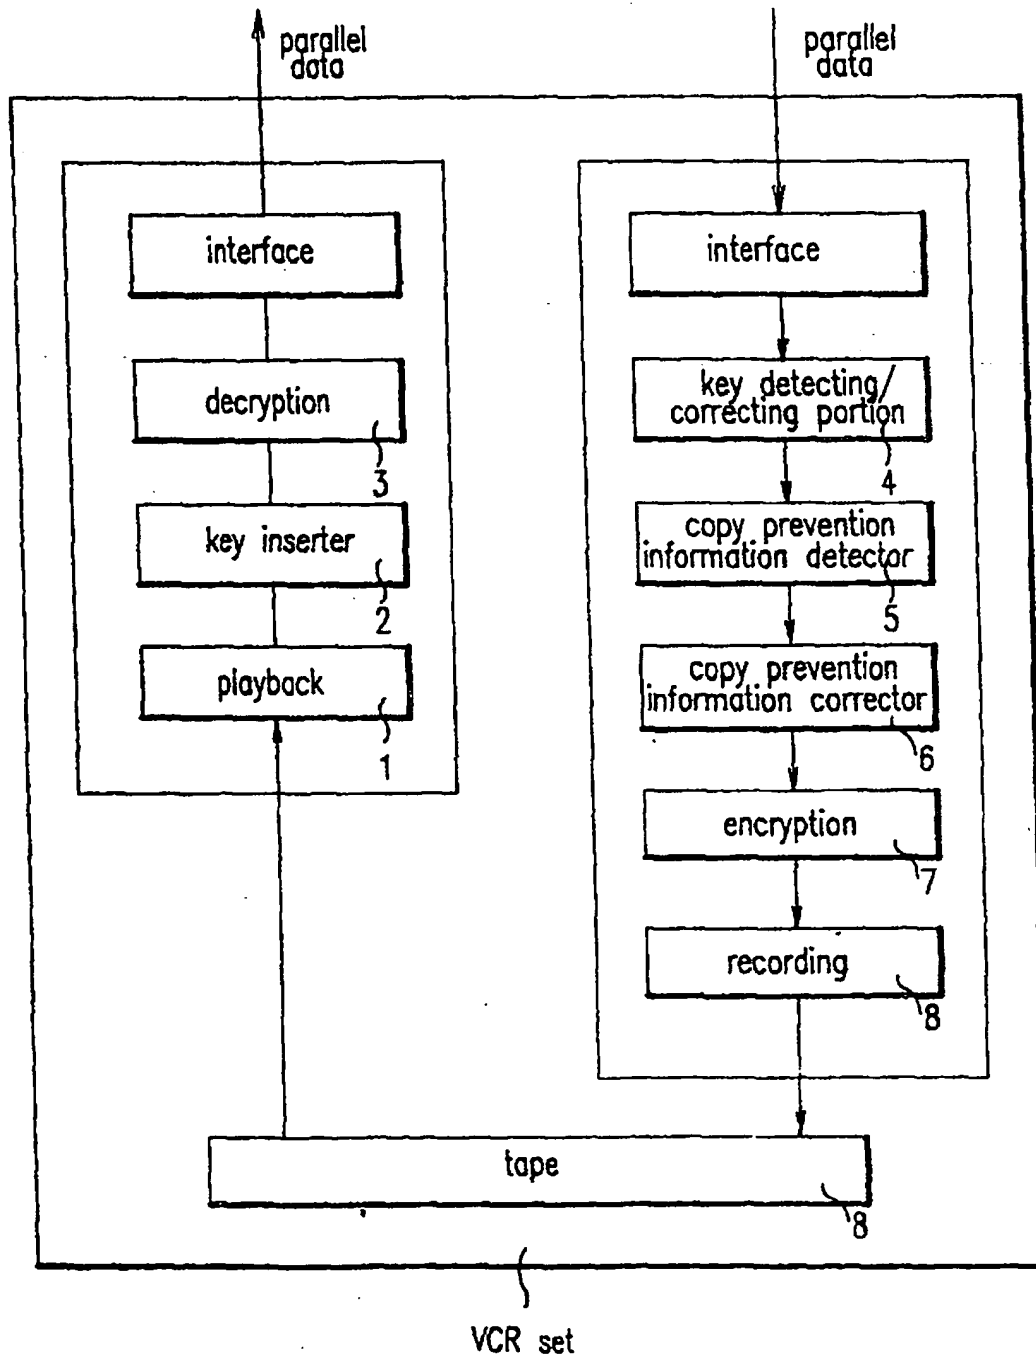 parallel
data
parallel
data
interface
decryption
3
key inserter
2
playback
1
interface
key detecting/
correcting portion
4
copy prevention
information detector
5
copy prevention
information corrector
6
encryption
7
recording
8
tape
8
VCR set